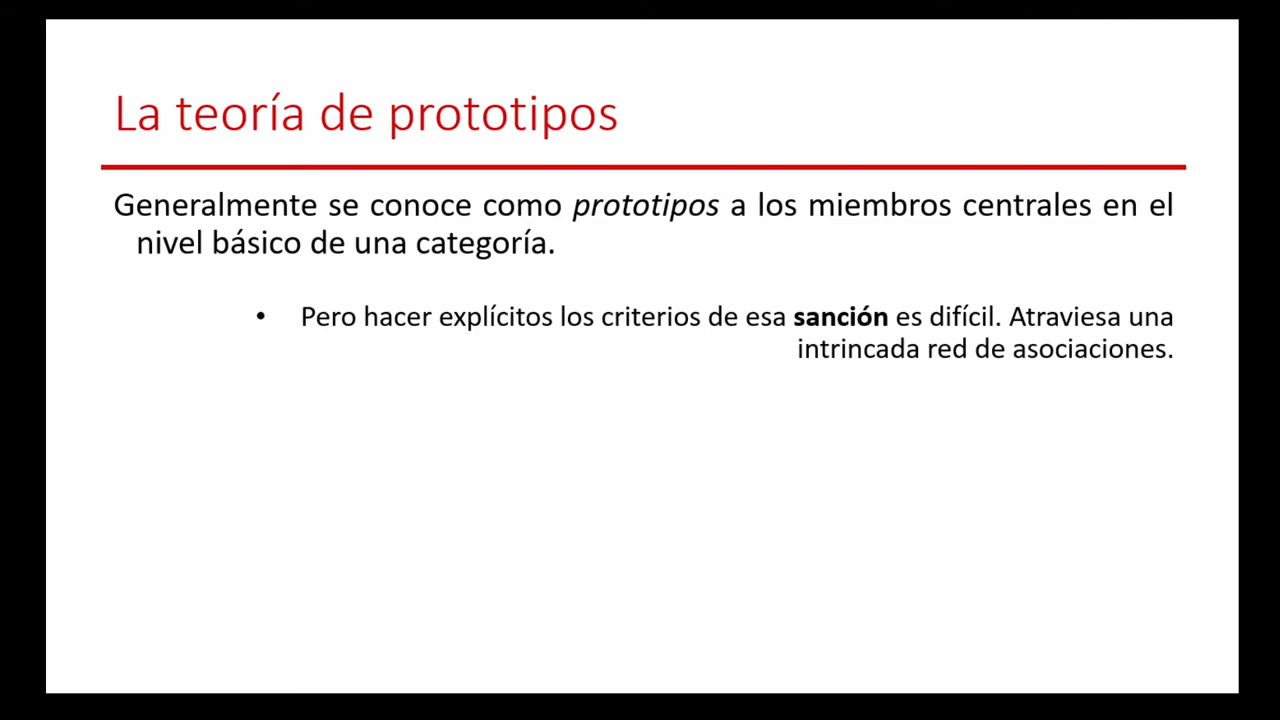 La teoría de prototipos
Generalmente se conoce como prototipos a los miembros centrales en el
nivel básico de una categoría.
• Pero hacer explícitos los criterios de esa sanción es difícil. Atraviesa una
intrincada red de asociaciones.